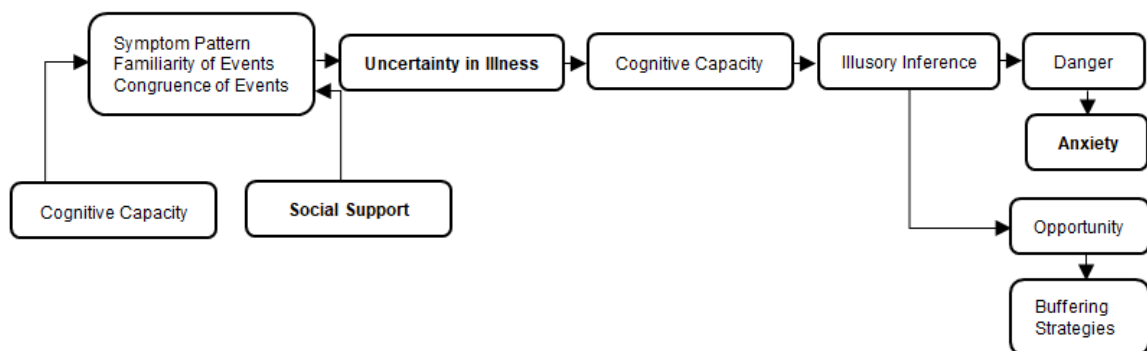 Symptom Pattern
Familiarity of Events
Congruence of Events
Uncertainty in Illness
Cognitive Capacity
Illusory Inference
Danger
Anxiety
Cognitive Capacity
Social Support
Opportunity
Buffering
Strategies